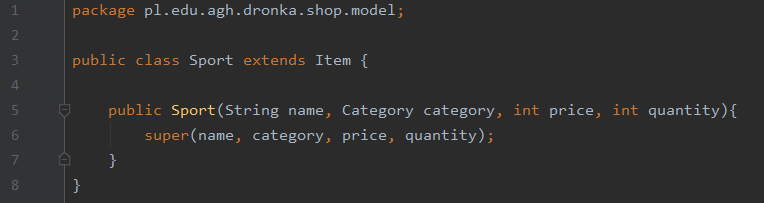 1 package pl.edu.agh.dronka.shop.model;
2
3 public class Sport extends Item {
4
5     public Sport(String name, Category category, int price, int quantity){
6         super(name, category, price, quantity);
7     }
8 }